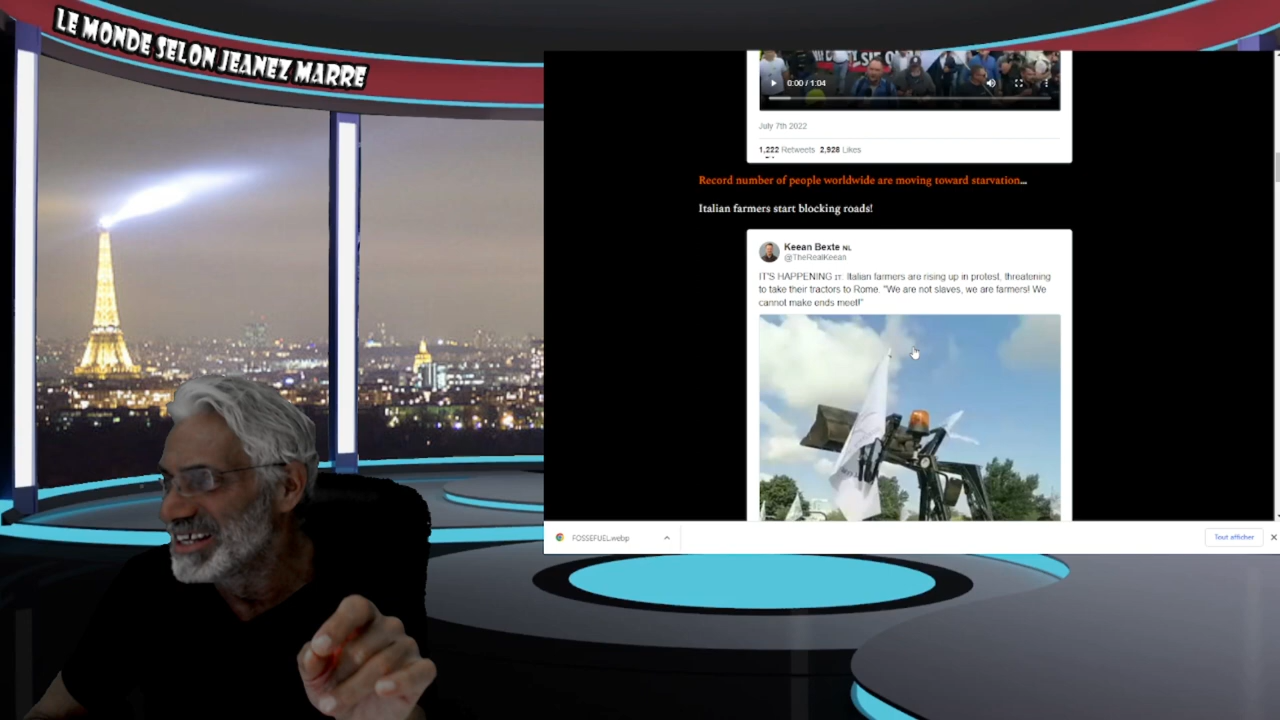 LE MONDE SELON JEANEZ MARRE
0:00 / 1:04
July 7th 2022
1,222 Retweets 2,928 Likes
Record number of people worldwide are moving toward starvation...
Italian farmers start blocking roads!
Keean Bexte NL
@TheRealKeean
IT'S HAPPENING IT: Italian farmers are rising up in protest, threatening
to take their tractors to Rome. "We are not slaves, we are farmers! We
cannot make ends meet!"
FOSSEFUEL.webp
Tout afficher